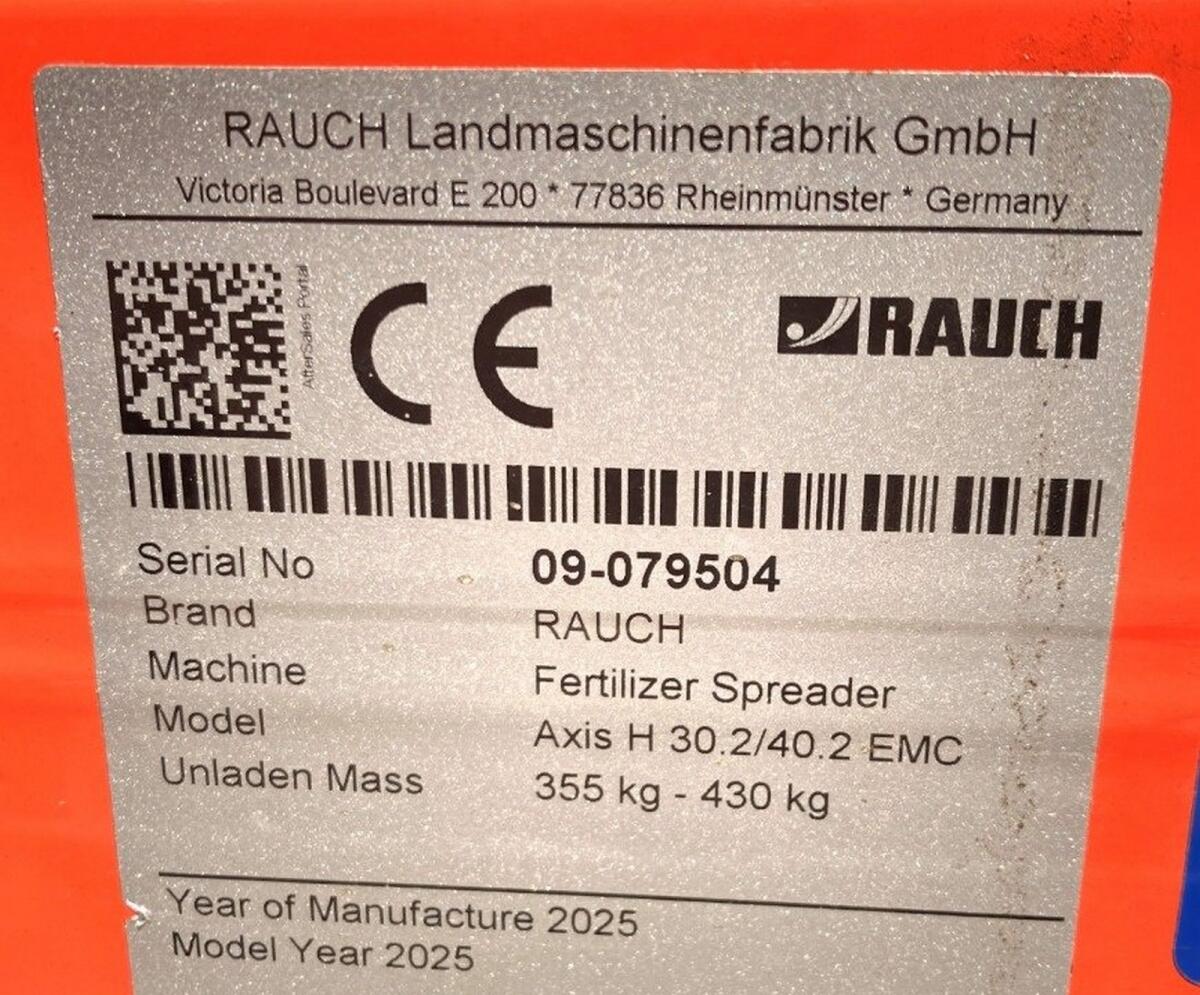 RAUCH Landmaschinenfabrik GmbH
Victoria Boulevard E 200 * 77836 Rheinmünster * Germany
AfterSales Portal
CE
RAUCH
Serial No 09-079504
Brand RAUCH
Machine Fertilizer Spreader
Model Axis H 30.2/40.2 EMC
Unladen Mass 355 kg - 430 kg
Year of Manufacture 2025
Model Year 2025